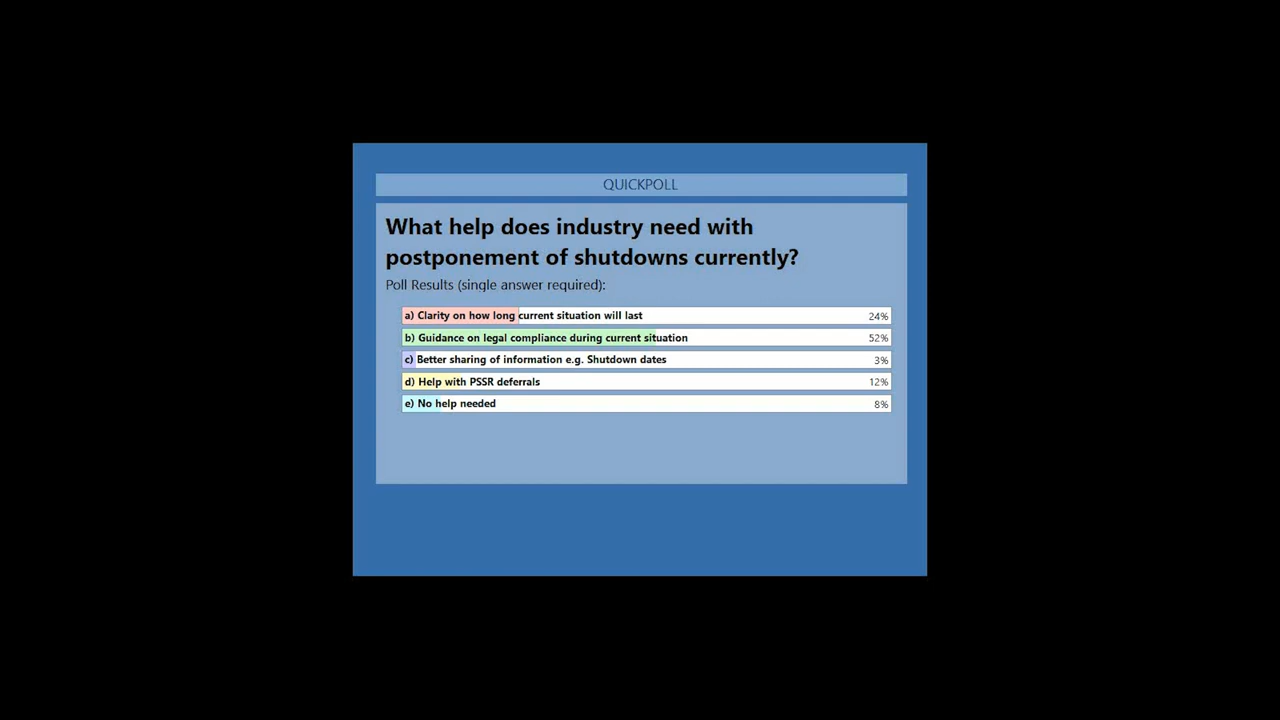 QUICKPOLL
What help does industry need with
postponement of shutdowns currently?
Poll Results (single answer required):
a) Clarity on how long current situation will last 24%
b) Guidance on legal compliance during current situation 52%
c) Better sharing of information e.g. Shutdown dates 3%
d) Help with PSSR deferrals 12%
e) No help needed 8%